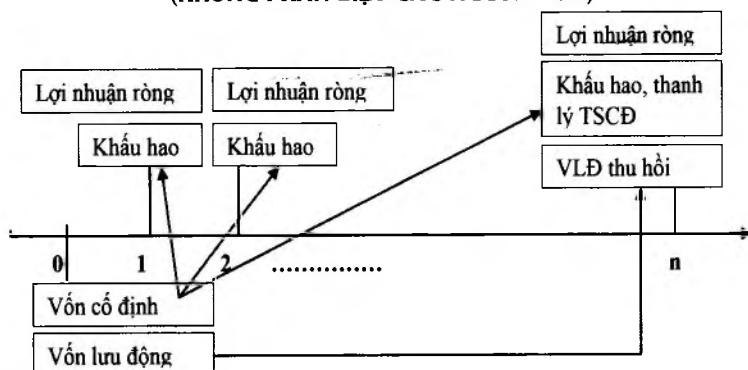 Lợi nhuận ròng
Lợi nhuận ròng
Lợi nhuận ròng
Khấu hao, thanh
lý TSCĐ
Khấu hao
Khấu hao
VLĐ thu hồi
0
1
2
...............
n
Vốn cố định
Vốn lưu động